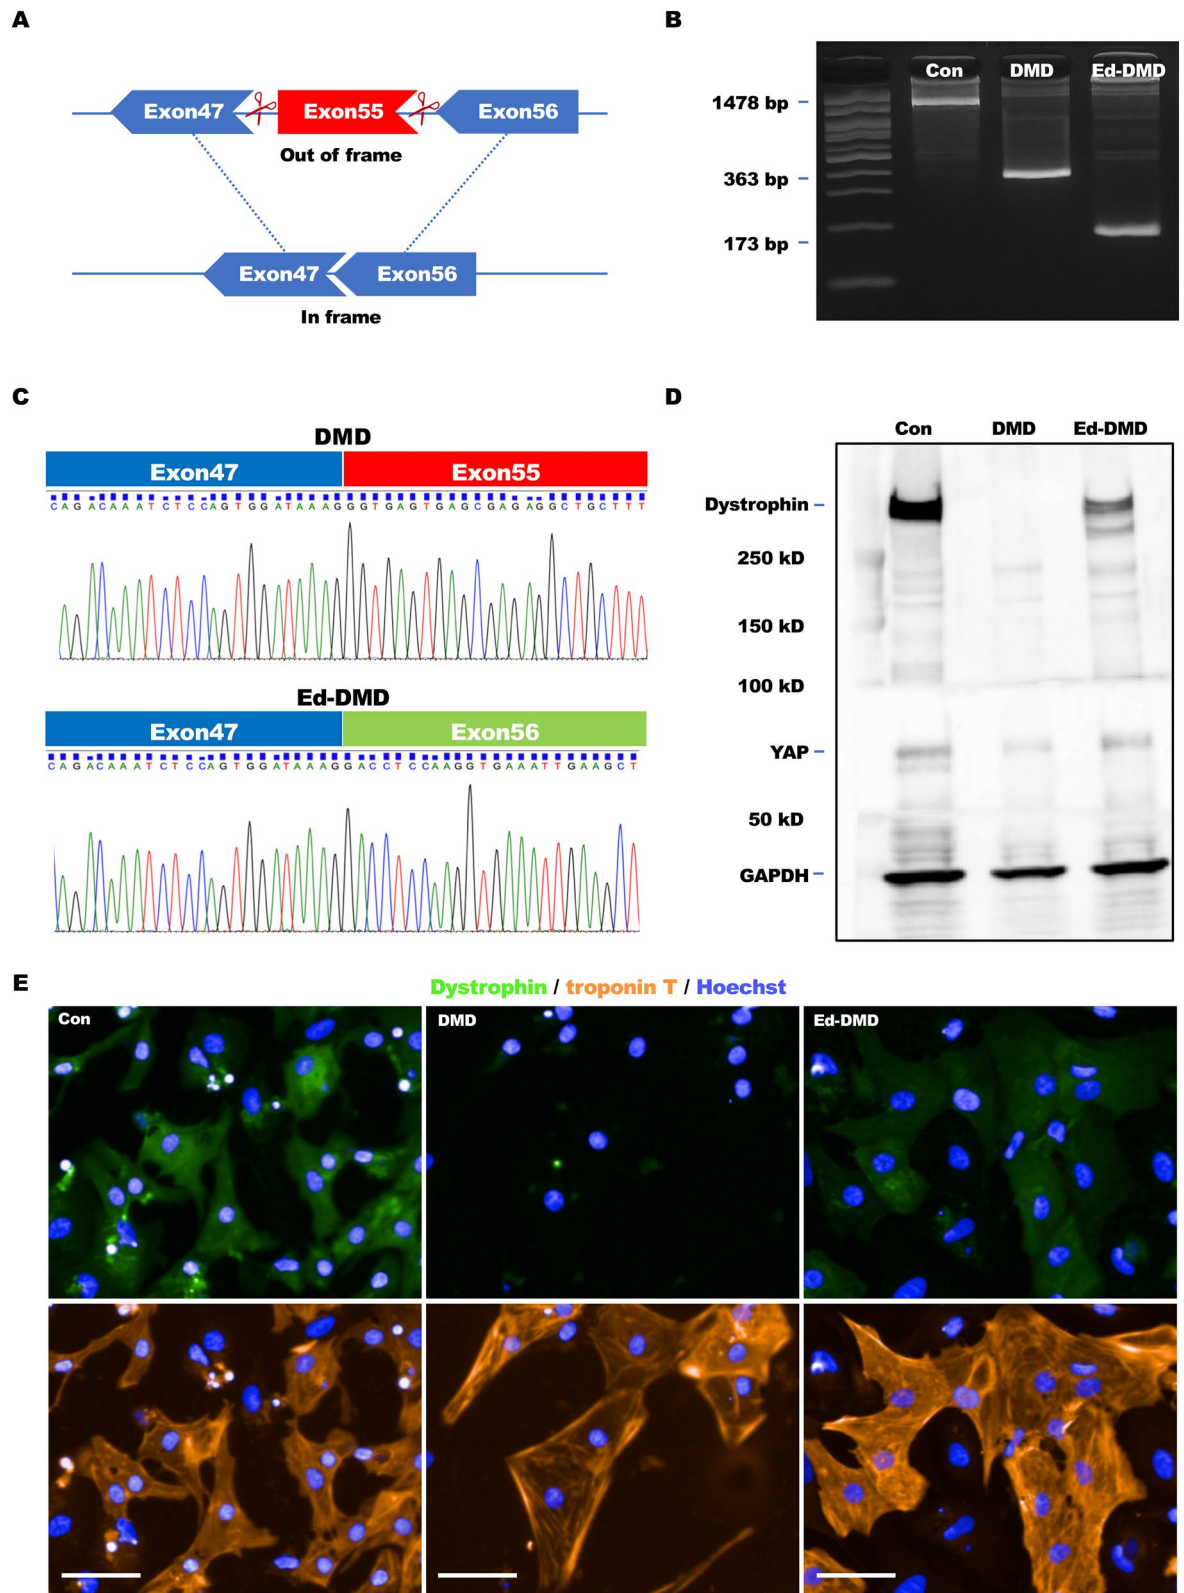 A
Exon47
Exon55
Exon56
Out of frame
Exon47
Exon56
In frame
B
Con
DMD
Ed-DMD
1478 bp
363 bp
173 bp
C
DMD
Exon47
Exon55
CAGACAAATCTCCAGTGGATAAAGGGTGAGTGAGCGAGAGGCTGCTTT
Ed-DMD
Exon47
Exon56
CAGACAAATCTCCAGTGGATAAAGGACCTCCAAGGTGAAATTGAAGCT
D
Con
DMD
Ed-DMD
Dystrophin
250 kD
150 kD
100 kD
YAP
50 kD
GAPDH
E
Dystrophin / troponin T / Hoechst
Con
DMD
Ed-DMD